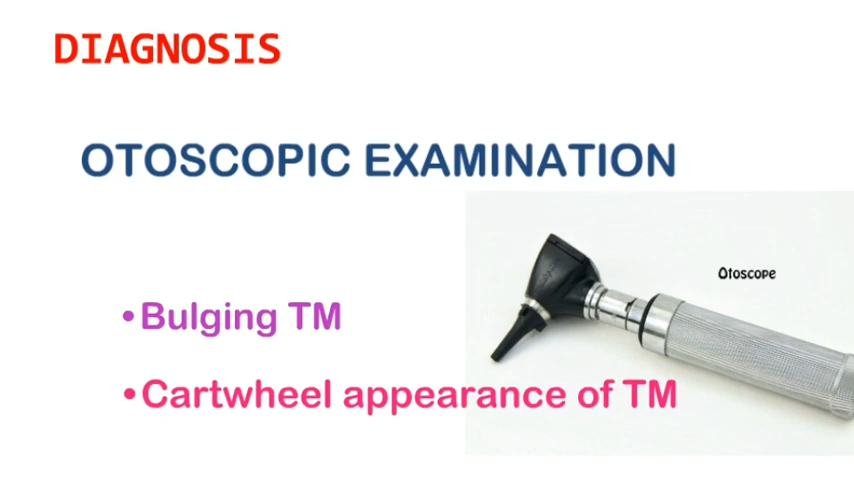 DIAGNOSIS
OTOSCOPIC EXAMINATION
Otoscope
•Bulging TM
•Cartwheel appearance of TM